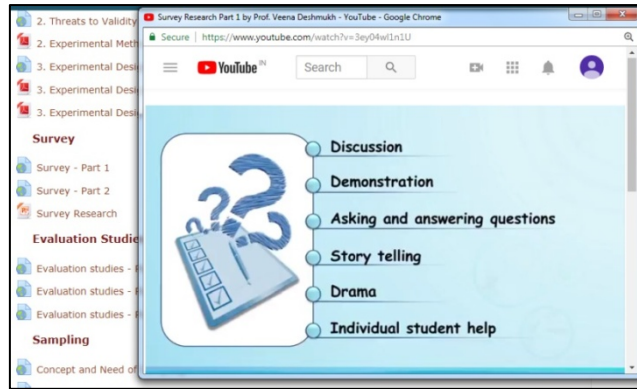 2. Threats to Validity
2. Experimental Meth
3. Experimental Desi
3. Experimental Desi
3. Experimental Desi
Survey
Survey - Part 1
Survey - Part 2
Survey Research
Evaluation Studie
Evaluation studies - P
Evaluation studies - P
Evaluation studies - P
Sampling
Concept and Need of
Survey Research Part 1 by Prof. Veena Deshmukh - YouTube - Google Chrome
Secure | https://www.youtube.com/watch?v=3ey04wl1n1U
YouTube IN
Search
Discussion
Demonstration
Asking and answering questions
Story telling
Drama
Individual student help